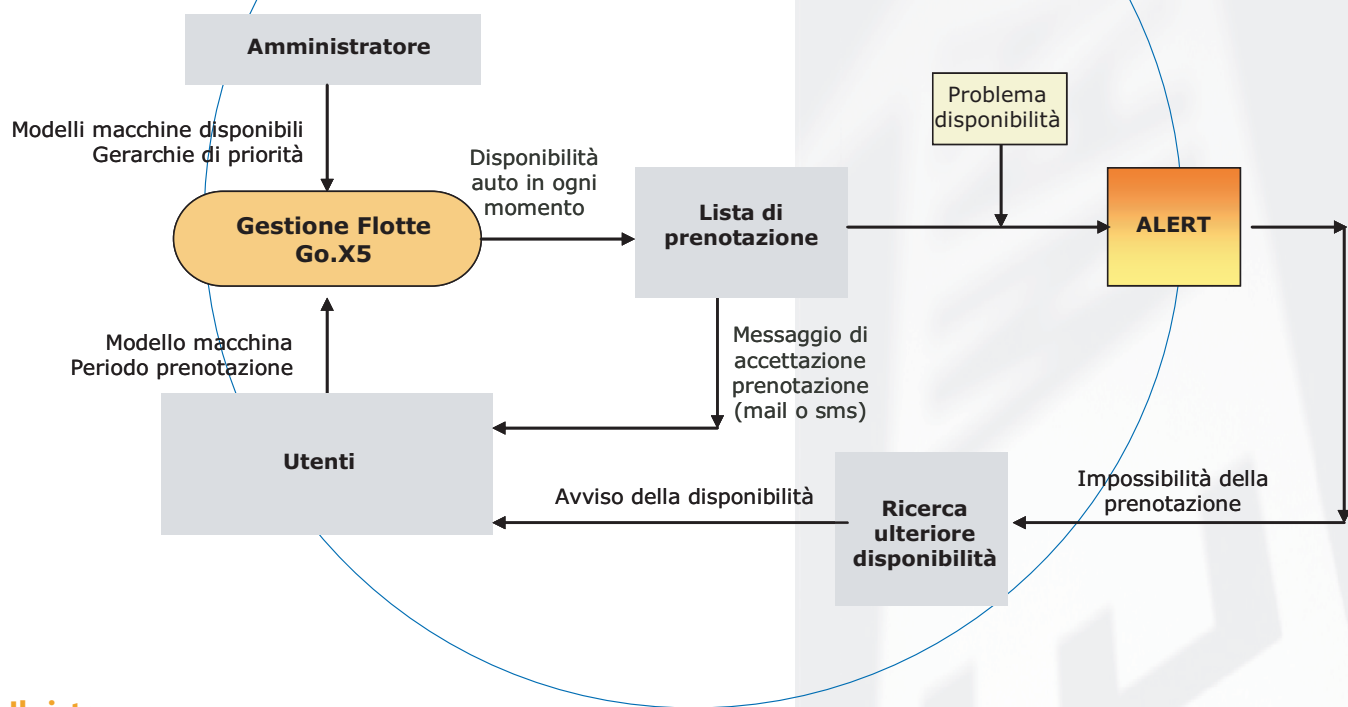 Amministratore
Modelli macchine disponibili
Gerarchie di priorità
Gestione Flotte
Go.X5
Disponibilità
auto in ogni
momento
Lista di
prenotazione
Problema
disponibilità
ALERT
Modello macchina
Periodo prenotazione
Messaggio di
accettazione
prenotazione
(mail o sms)
Utenti
Avviso della disponibilità
Ricerca
ulteriore
disponibilità
Impossibilità della
prenotazione